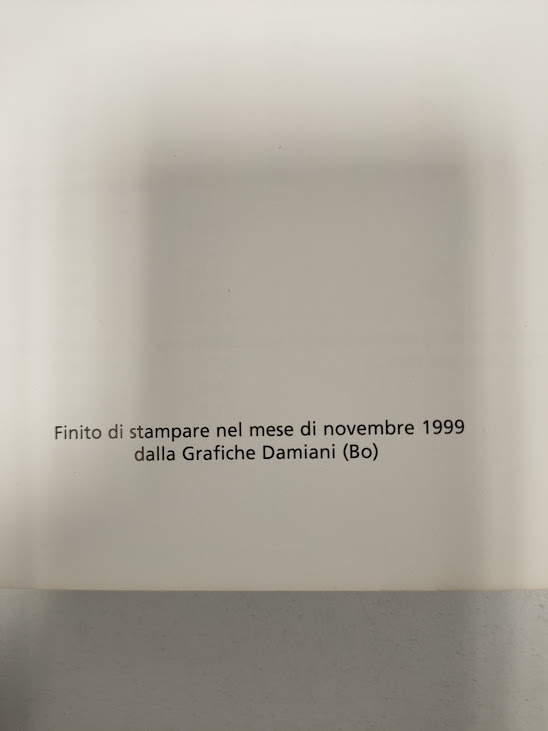 Finito di stampare nel mese di novembre 1999
dalla Grafiche Damiani (Bo)